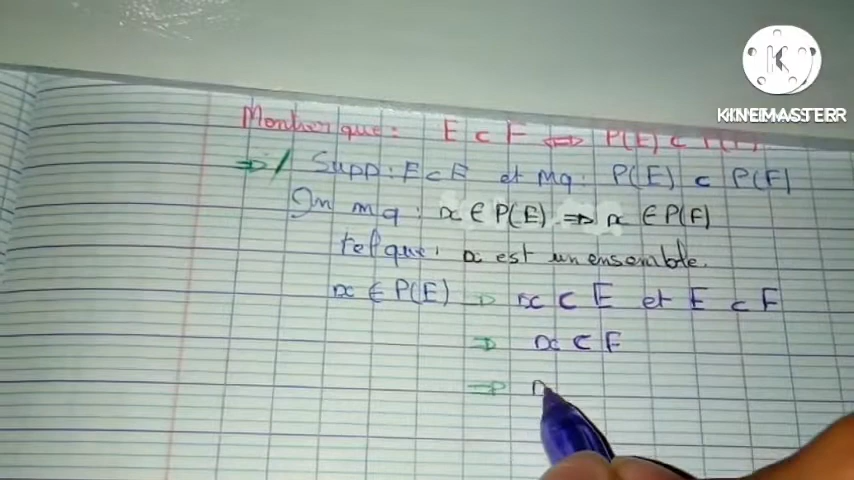 Montrer que : E ⊂ F ⟺ P(E) ⊂ P(F)
⇒/ Supp : E ⊂ F et Mq : P(E) ⊂ P(F)
On mq : x ∈ P(E) ⇒ x ∈ P(F)
tel que : x est un ensemble.
x ∈ P(E) ⇒ x ⊂ E et E ⊂ F
⇒ x ⊂ F
⇒ x
KINEMASTER